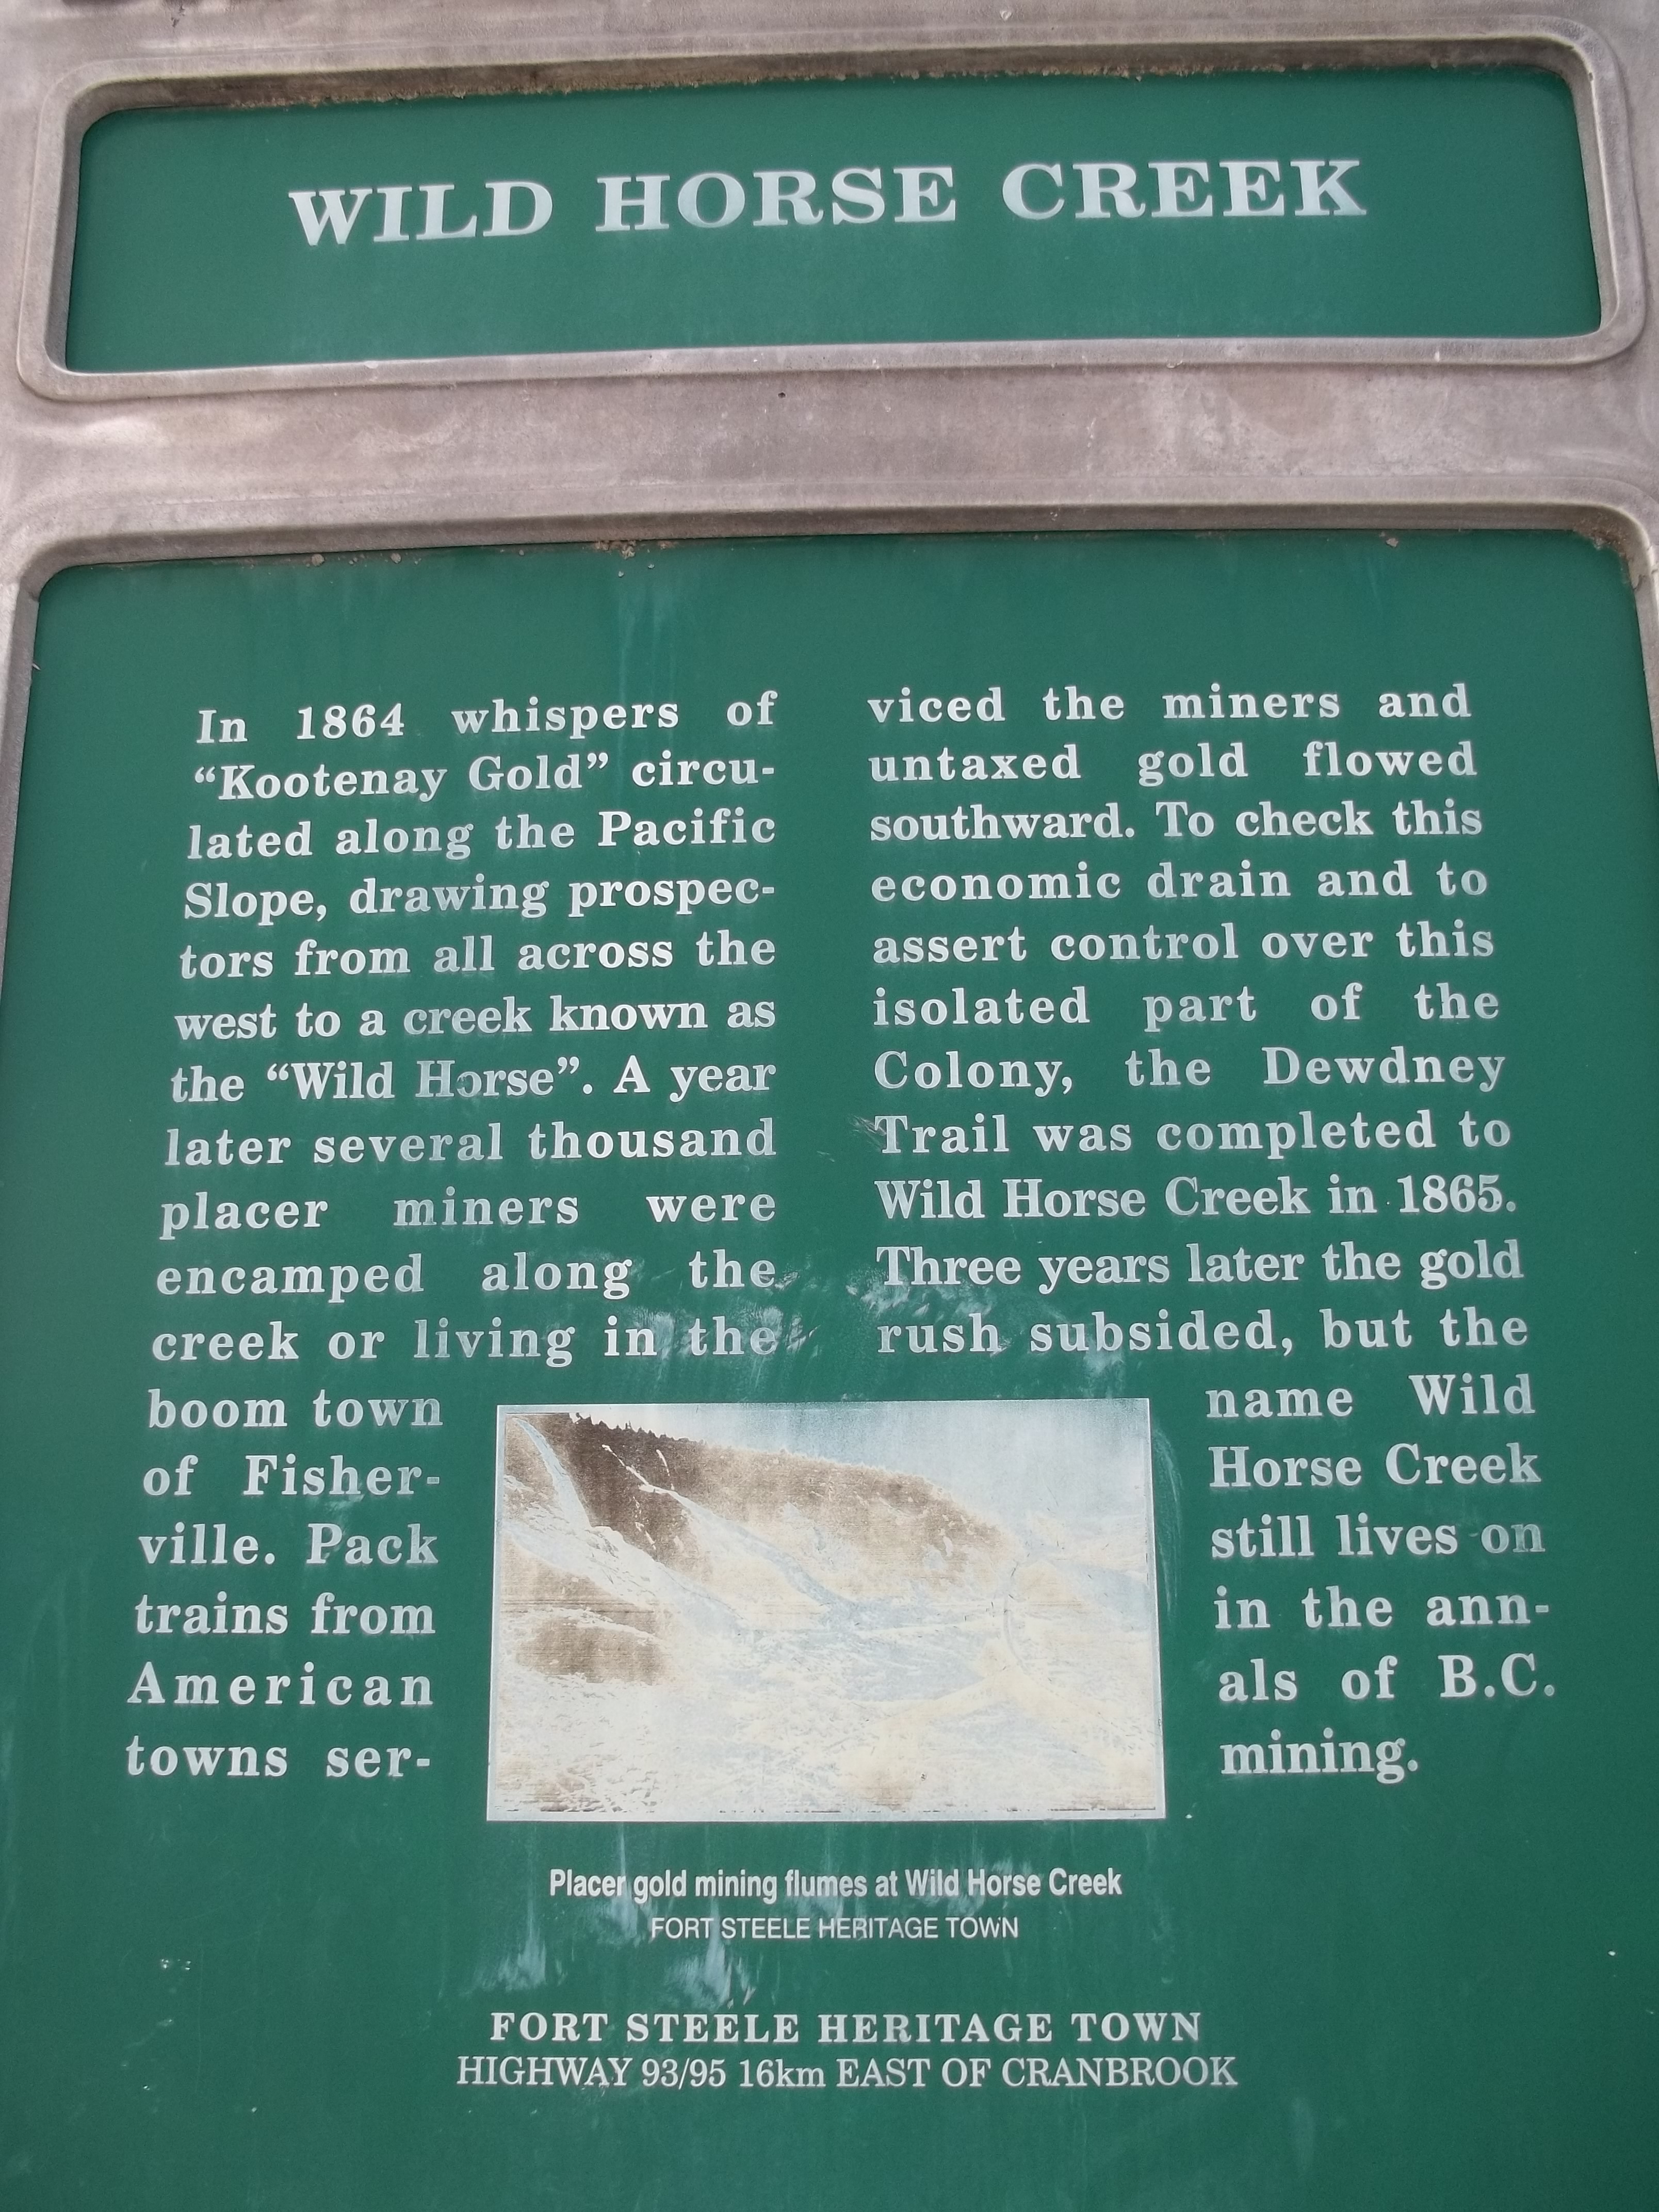 WILD HORSE CREEK
In 1864 whispers of
“Kootenay Gold” circu-
lated along the Pacific
Slope, drawing prospec-
tors from all across the
west to a creek known as
the “Wild Horse”. A year
later several thousand
placer miners were
encamped along the
creek or living in the
boom town
of Fisher-
ville. Pack
trains from
American
towns ser-
viced the miners and
untaxed gold flowed
southward. To check this
economic drain and to
assert control over this
isolated part of the
Colony, the Dewdney
Trail was completed to
Wild Horse Creek in 1865.
Three years later the gold
rush subsided, but the
name Wild
Horse Creek
still lives on
in the ann-
als of B.C.
mining.
Placer gold mining flumes at Wild Horse Creek
FORT STEELE HERITAGE TOWN
FORT STEELE HERITAGE TOWN
HIGHWAY 93/95 16km EAST OF CRANBROOK